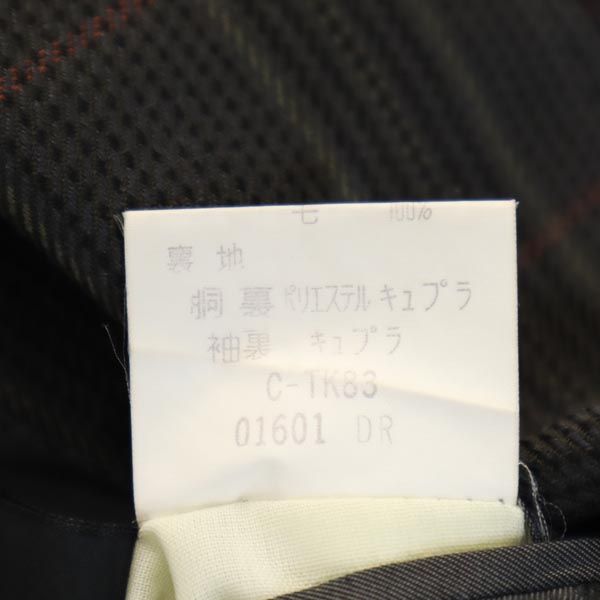 毛 100%
裏地
胴裏 ポリエステル キュプラ
袖裏 キュプラ
C-TK83
01601 DR